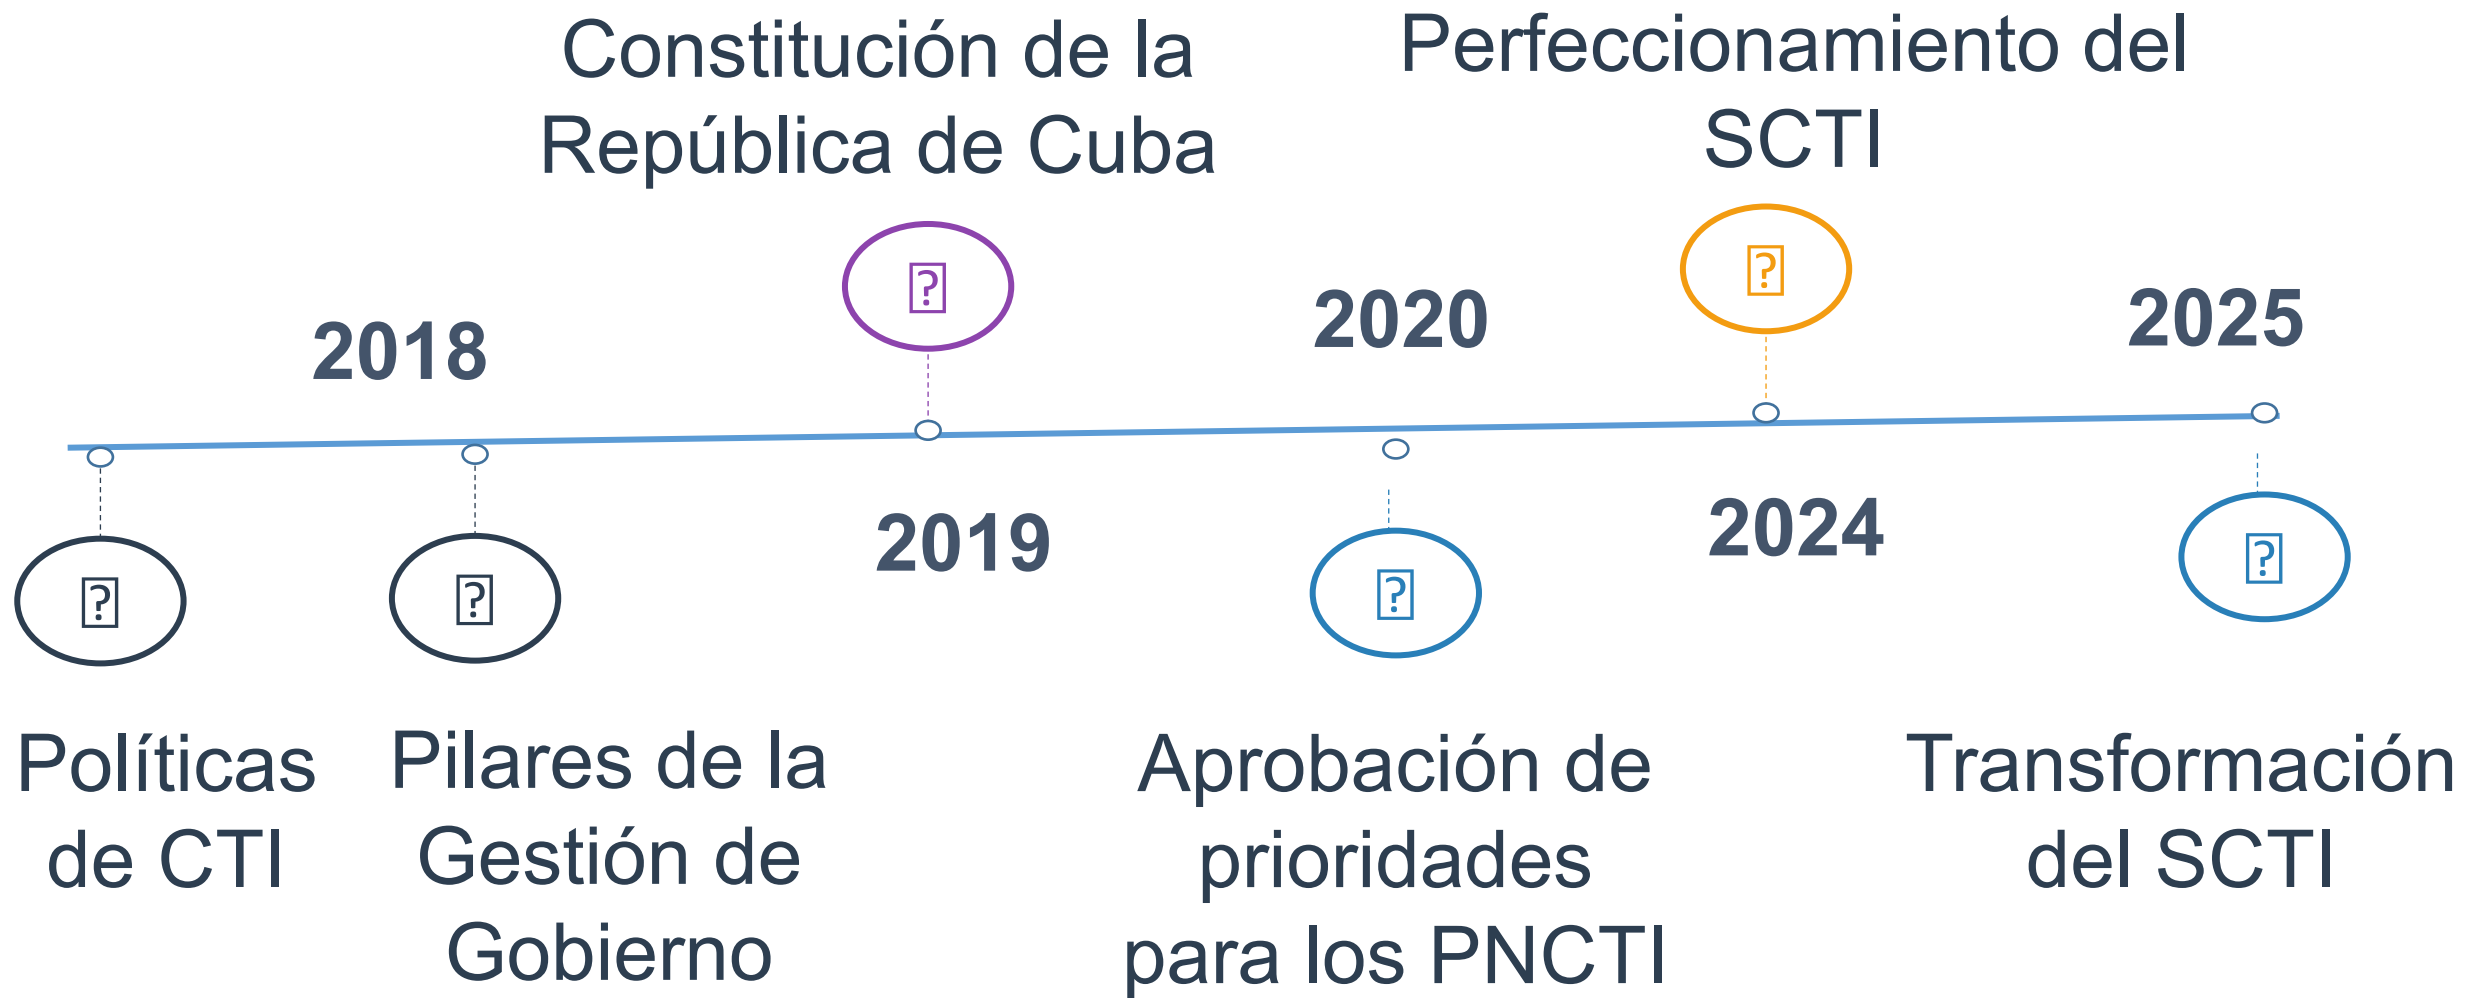 Constitución de la
República de Cuba
Perfeccionamiento del
SCTI
2018
2020
2025
2019
2024
Políticas
de CTI
Pilares de la
Gestión de
Gobierno
Aprobación de
prioridades
para los PNCTI
Transformación
del SCTI